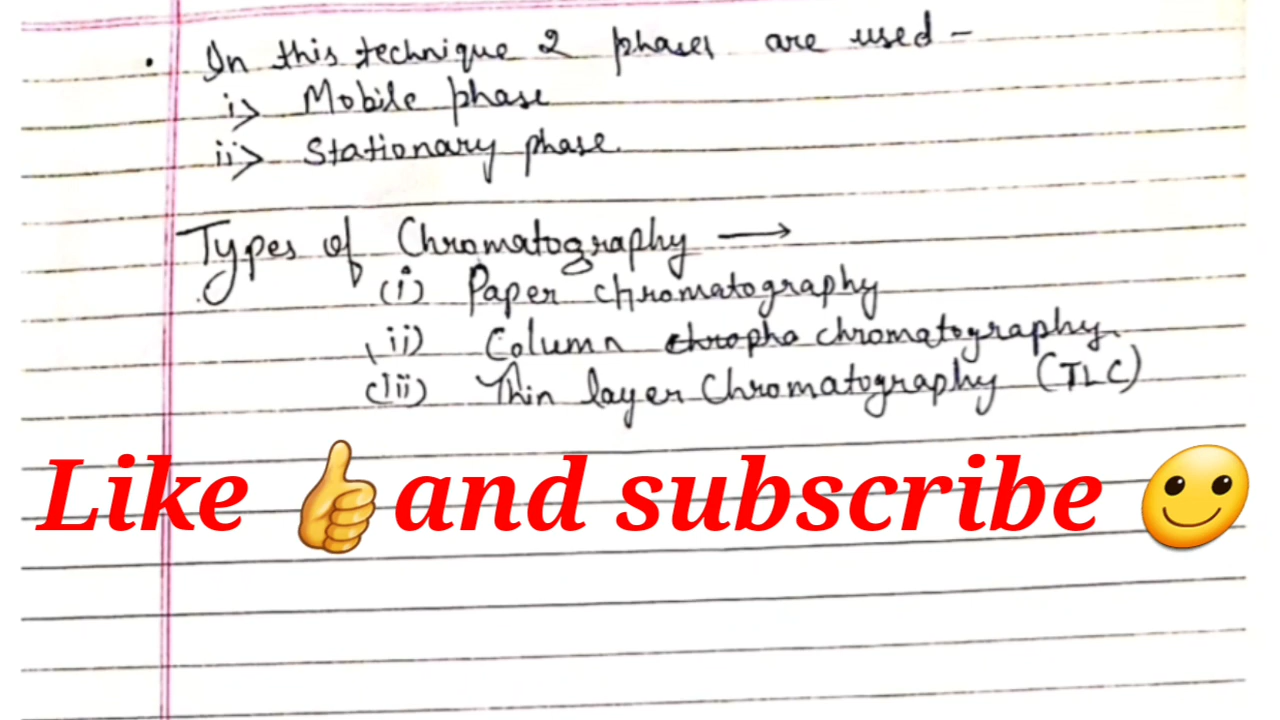 • In this technique 2 phases are used -
i> Mobile phase
ii> Stationary phase.
Types of Chromatography →
(i) Paper chromatography
(ii) Column chropho chromatography.
(iii) Thin layer Chromatography (TLC)
Like 👍 and subscribe 🙂